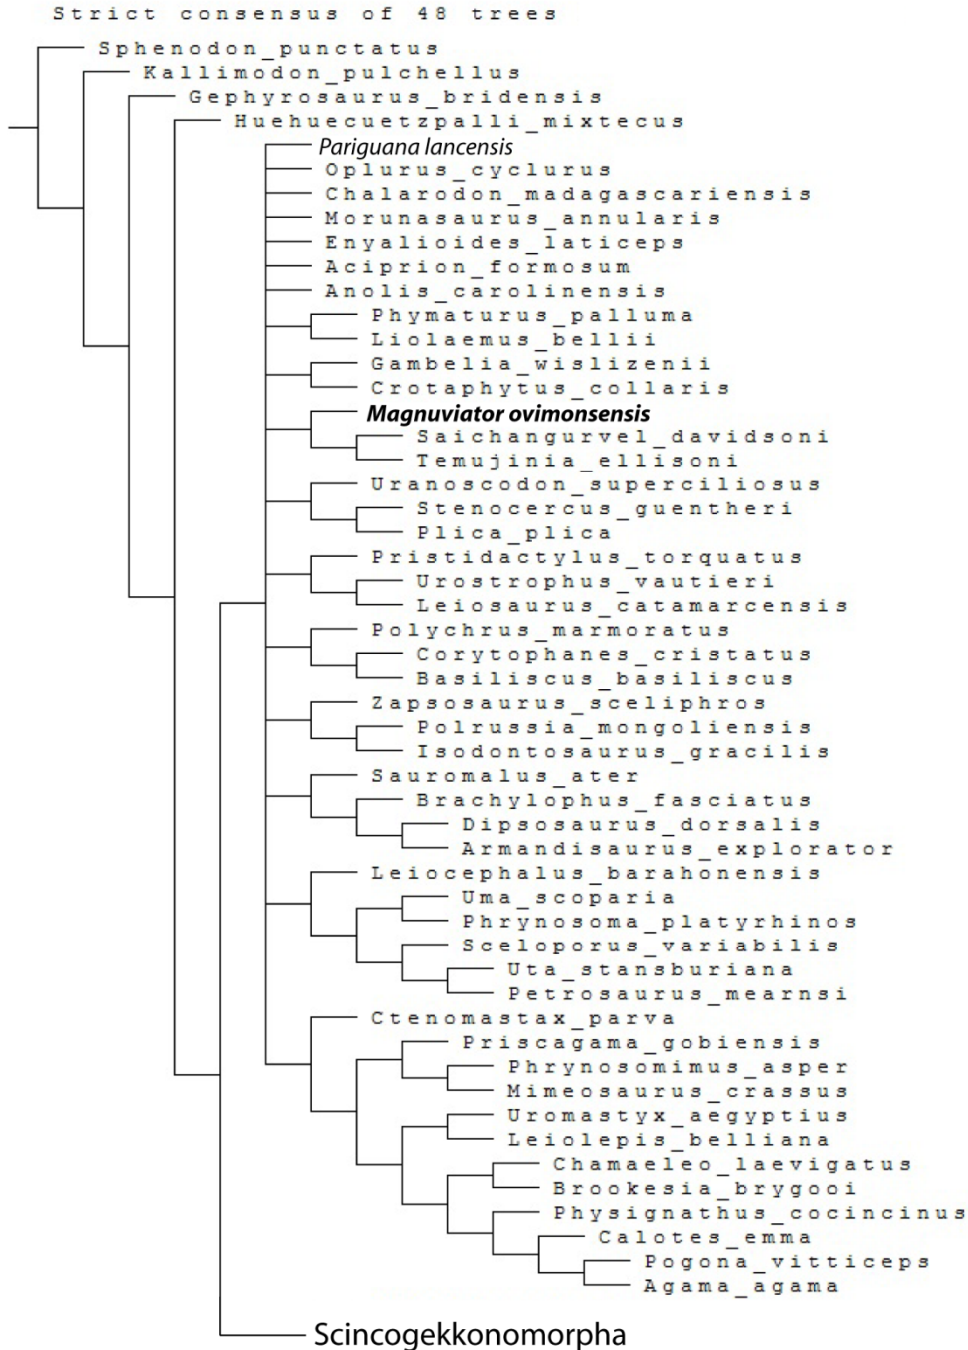 Strict consensus of 48 trees
Sphenodon_punctatus
Kallimodon_pulchellus
Gephyrosaurus_bridensis
Huehuecuetzpalli_mixtecus
Pariguana lancensis
Oplurus_cyclurus
Chalarodon_madagascariensis
Morunasaurus_annularis
Enyalioides_laticeps
Aciprion_formosum
Anolis_carolinensis
Phymaturus_palluma
Liolaemus_bellii
Gambelia_wislizenii
Crotaphytus_collaris
Magnuviator ovimonsensis
Saichangurvel_davidsoni
Temujinia_ellisoni
Uranoscodon_superciliosus
Stenocercus_guentheri
Plica_plica
Pristidactylus_torquatus
Urostrophus_vautieri
Leiosaurus_catamarcensis
Polychrus_marmoratus
Corytophanes_cristatus
Basiliscus_basiliscus
Zapsosaurus_sceliphros
Polrussia_mongoliensis
Isodontosaurus_gracilis
Sauromalus_ater
Brachylophus_fasciatus
Dipsosaurus_dorsalis
Armandisaurus_explorator
Leiocephalus_barahonensis
Uma_scoparia
Phrynosoma_platyrhinos
Sceloporus_variabilis
Uta_stansburiana
Petrosaurus_mearnsi
Ctenomastax_parva
Priscagama_gobiensis
Phrynosomimus_asper
Mimeosaurus_crassus
Uromastyx_aegyptius
Leiolepis_belliana
Chamaeleo_laevigatus
Brookesia_brygooi
Physignathus_cocincinus
Calotes_emma
Pogona_vitticeps
Agama_agama
Scincogekkonomorpha